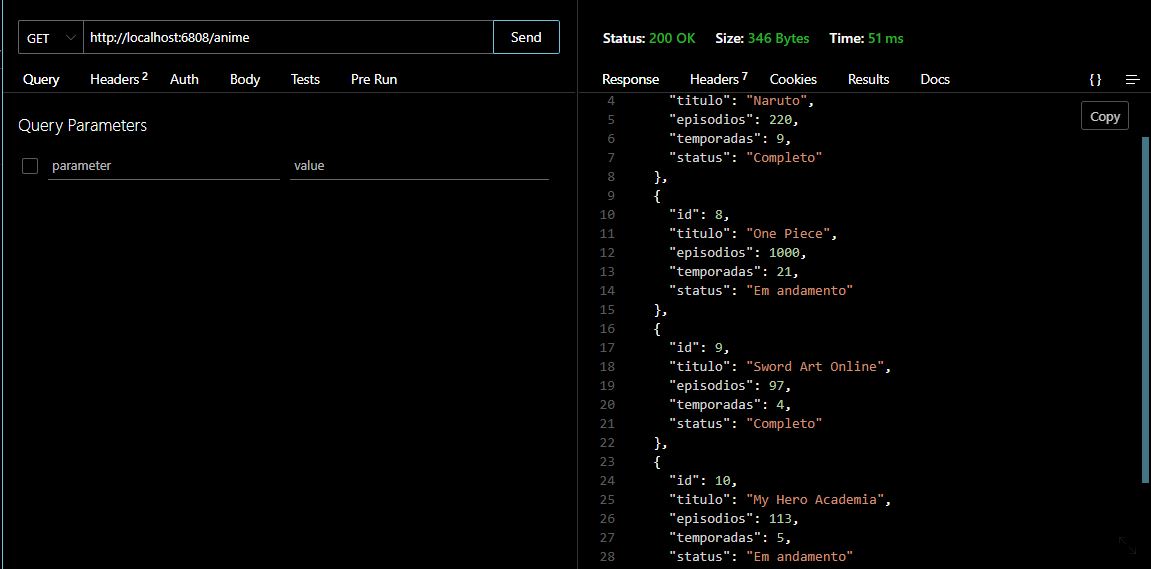 GET http://localhost:6808/anime Send
Query Headers 2 Auth Body Tests Pre Run
Query Parameters
parameter value
Status: 200 OK Size: 346 Bytes Time: 51 ms
Response Headers 7 Cookies Results Docs {}
Copy
4 "titulo": "Naruto",
5 "episodios": 220,
6 "temporadas": 9,
7 "status": "Completo"
8 },
9 {
10 "id": 8,
11 "titulo": "One Piece",
12 "episodios": 1000,
13 "temporadas": 21,
14 "status": "Em andamento"
15 },
16 {
17 "id": 9,
18 "titulo": "Sword Art Online",
19 "episodios": 97,
20 "temporadas": 4,
21 "status": "Completo"
22 },
23 {
24 "id": 10,
25 "titulo": "My Hero Academia",
26 "episodios": 113,
27 "temporadas": 5,
28 "status": "Em andamento"